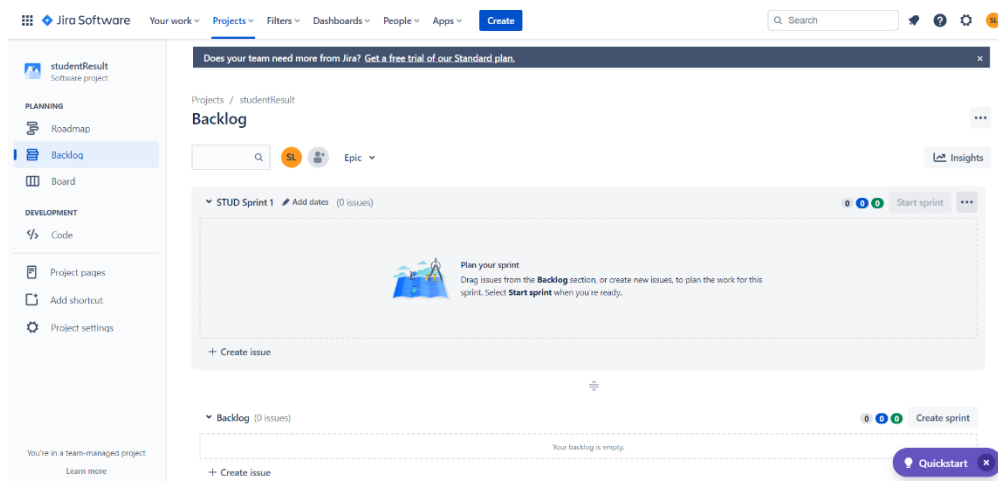 Jira Software Your work Projects Filters Dashboards People Apps Create Search SL
Does your team need more from Jira? Get a free trial of our Standard plan.
studentResult
Software project
PLANNING
Roadmap
Backlog
Board
DEVELOPMENT
Code
Project pages
Add shortcut
Project settings
You're in a team-managed project
Learn more
Projects / studentResult
Backlog
SL Epic Insights
STUD Sprint 1 Add dates (0 issues) 0 0 0 Start sprint
Plan your sprint
Drag issues from the Backlog section, or create new issues, to plan the work for this
sprint. Select Start sprint when you're ready.
+ Create issue
Backlog (0 issues) 0 0 0 Create sprint
Your backlog is empty.
+ Create issue
Quickstart